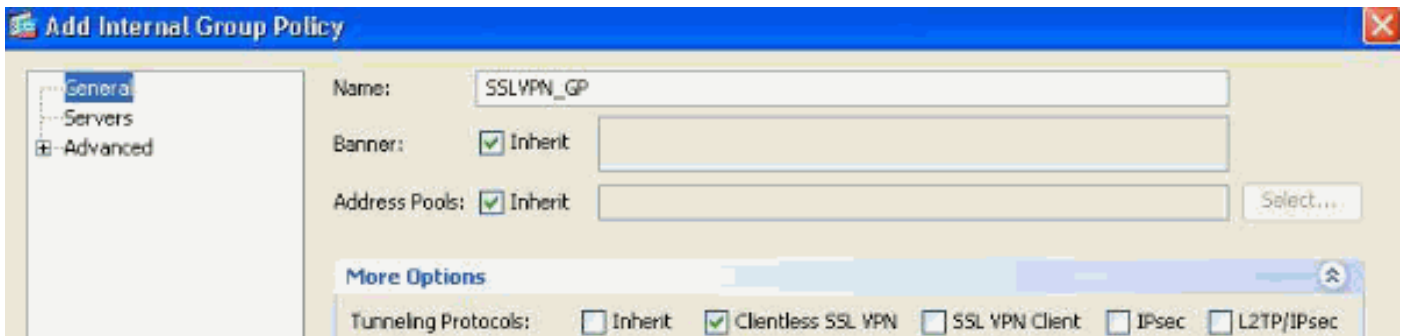 Add Internal Group Policy
General
Servers
Advanced
Name: SSLVPN_GP
Banner: Inherit
Address Pools: Inherit Select...
More Options
Tunneling Protocols: Inherit Clientless SSL VPN SSL VPN Client IPsec L2TP/IPsec